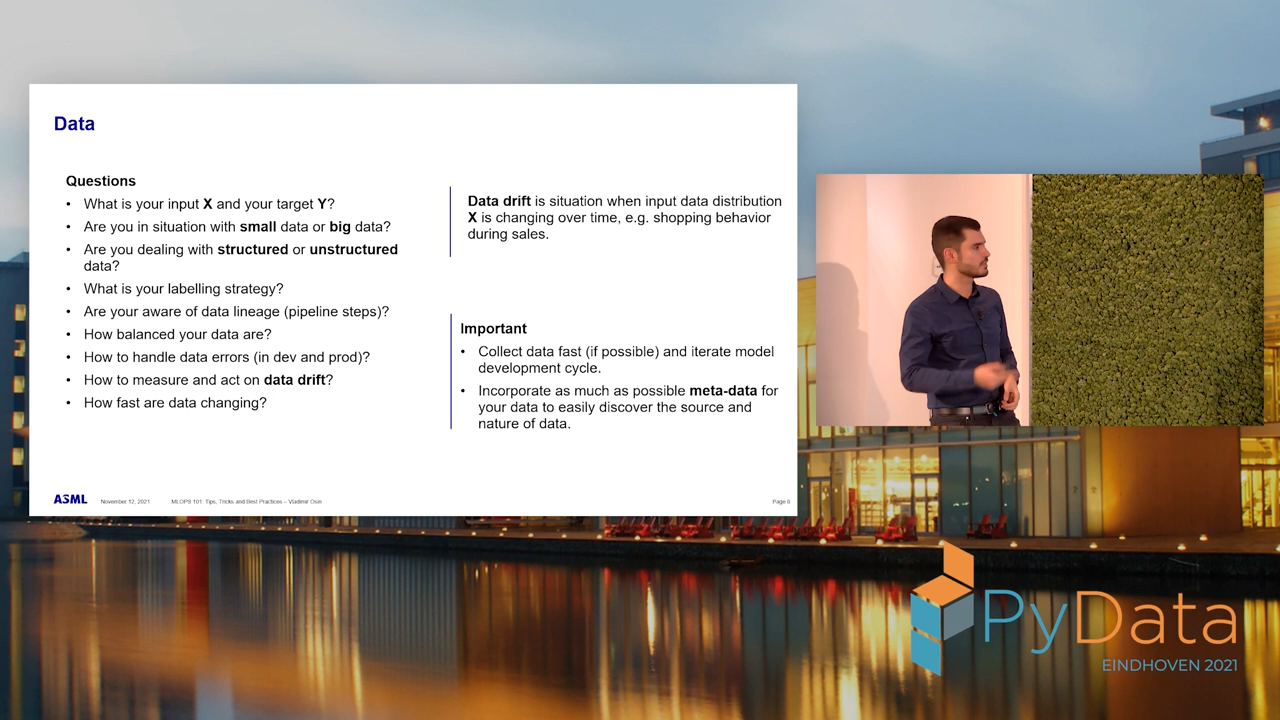 Data
Questions
• What is your input X and your target Y?
• Are you in situation with small data or big data?
• Are you dealing with structured or unstructured
data?
• What is your labelling strategy?
• Are your aware of data lineage (pipeline steps)?
• How balanced your data are?
• How to handle data errors (in dev and prod)?
• How to measure and act on data drift?
• How fast are data changing?
Data drift is situation when input data distribution
X is changing over time, e.g. shopping behavior
during sales.
Important
• Collect data fast (if possible) and iterate model
development cycle.
• Incorporate as much as possible meta-data for
your data to easily discover the source and
nature of data.
ASML November 12, 2021 MLOPS 101: Tips, Tricks and Best Practices – Vladimir Osin Page 6
PyData
EINDHOVEN 2021